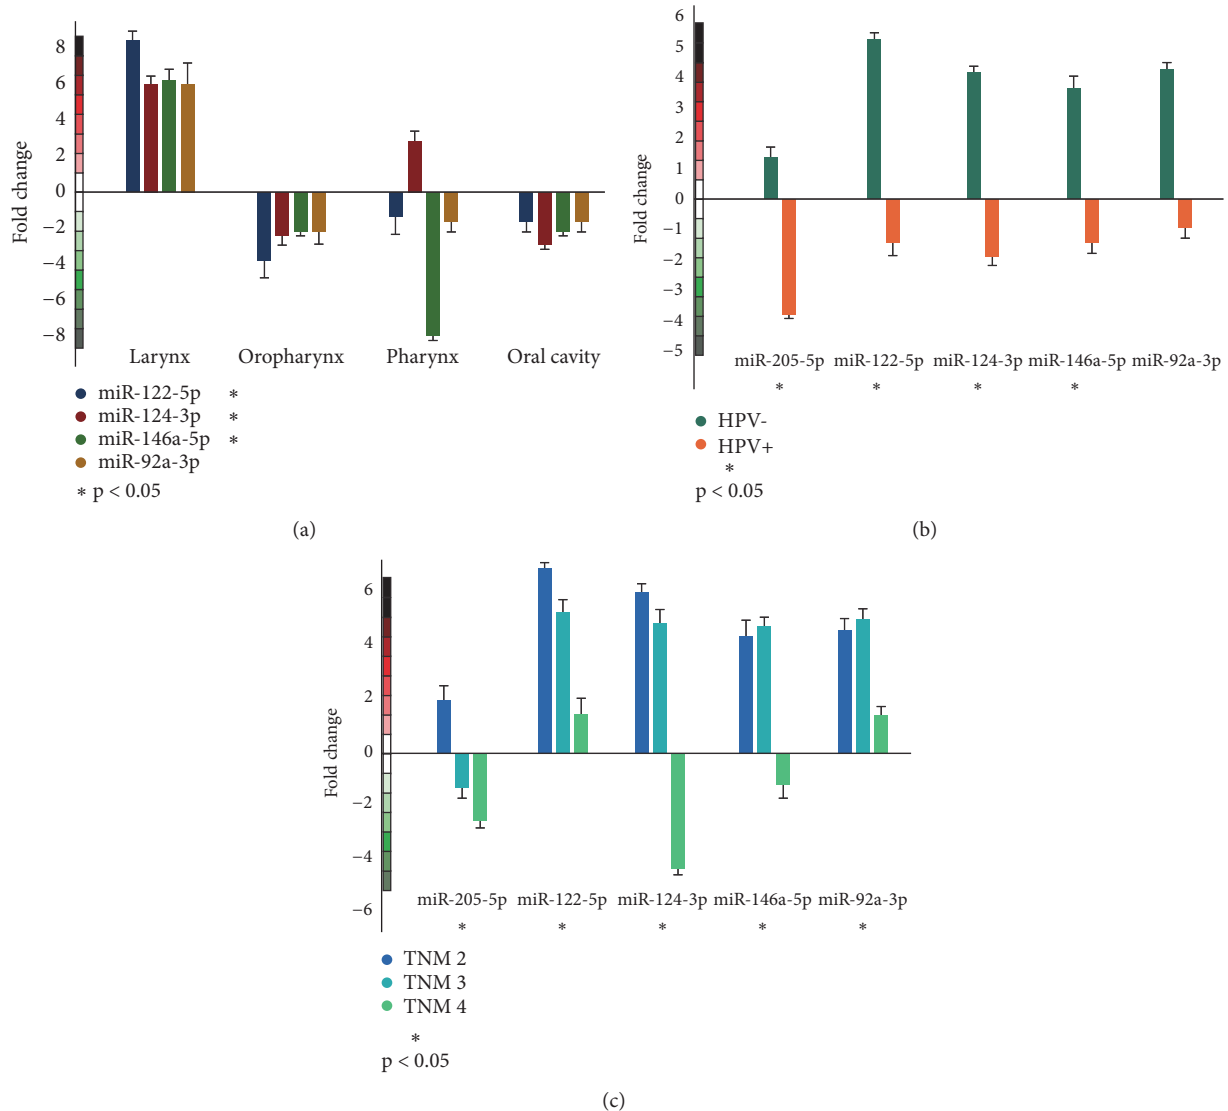 Fold change
8
6
4
2
0
−2
−4
−6
−8
Larynx Oropharynx Pharynx Oral cavity
miR-122-5p *
miR-124-3p *
miR-146a-5p *
miR-92a-3p
* p < 0.05
(a)
Fold change
6
5
4
3
2
1
0
−1
−2
−3
−4
−5
miR-205-5p miR-122-5p miR-124-3p miR-146a-5p miR-92a-3p
* * * *
HPV-
HPV+
*
p < 0.05
(b)
Fold change
6
4
2
0
−2
−4
−6
miR-205-5p miR-122-5p miR-124-3p miR-146a-5p miR-92a-3p
* * * * *
TNM 2
TNM 3
TNM 4
*
p < 0.05
(c)